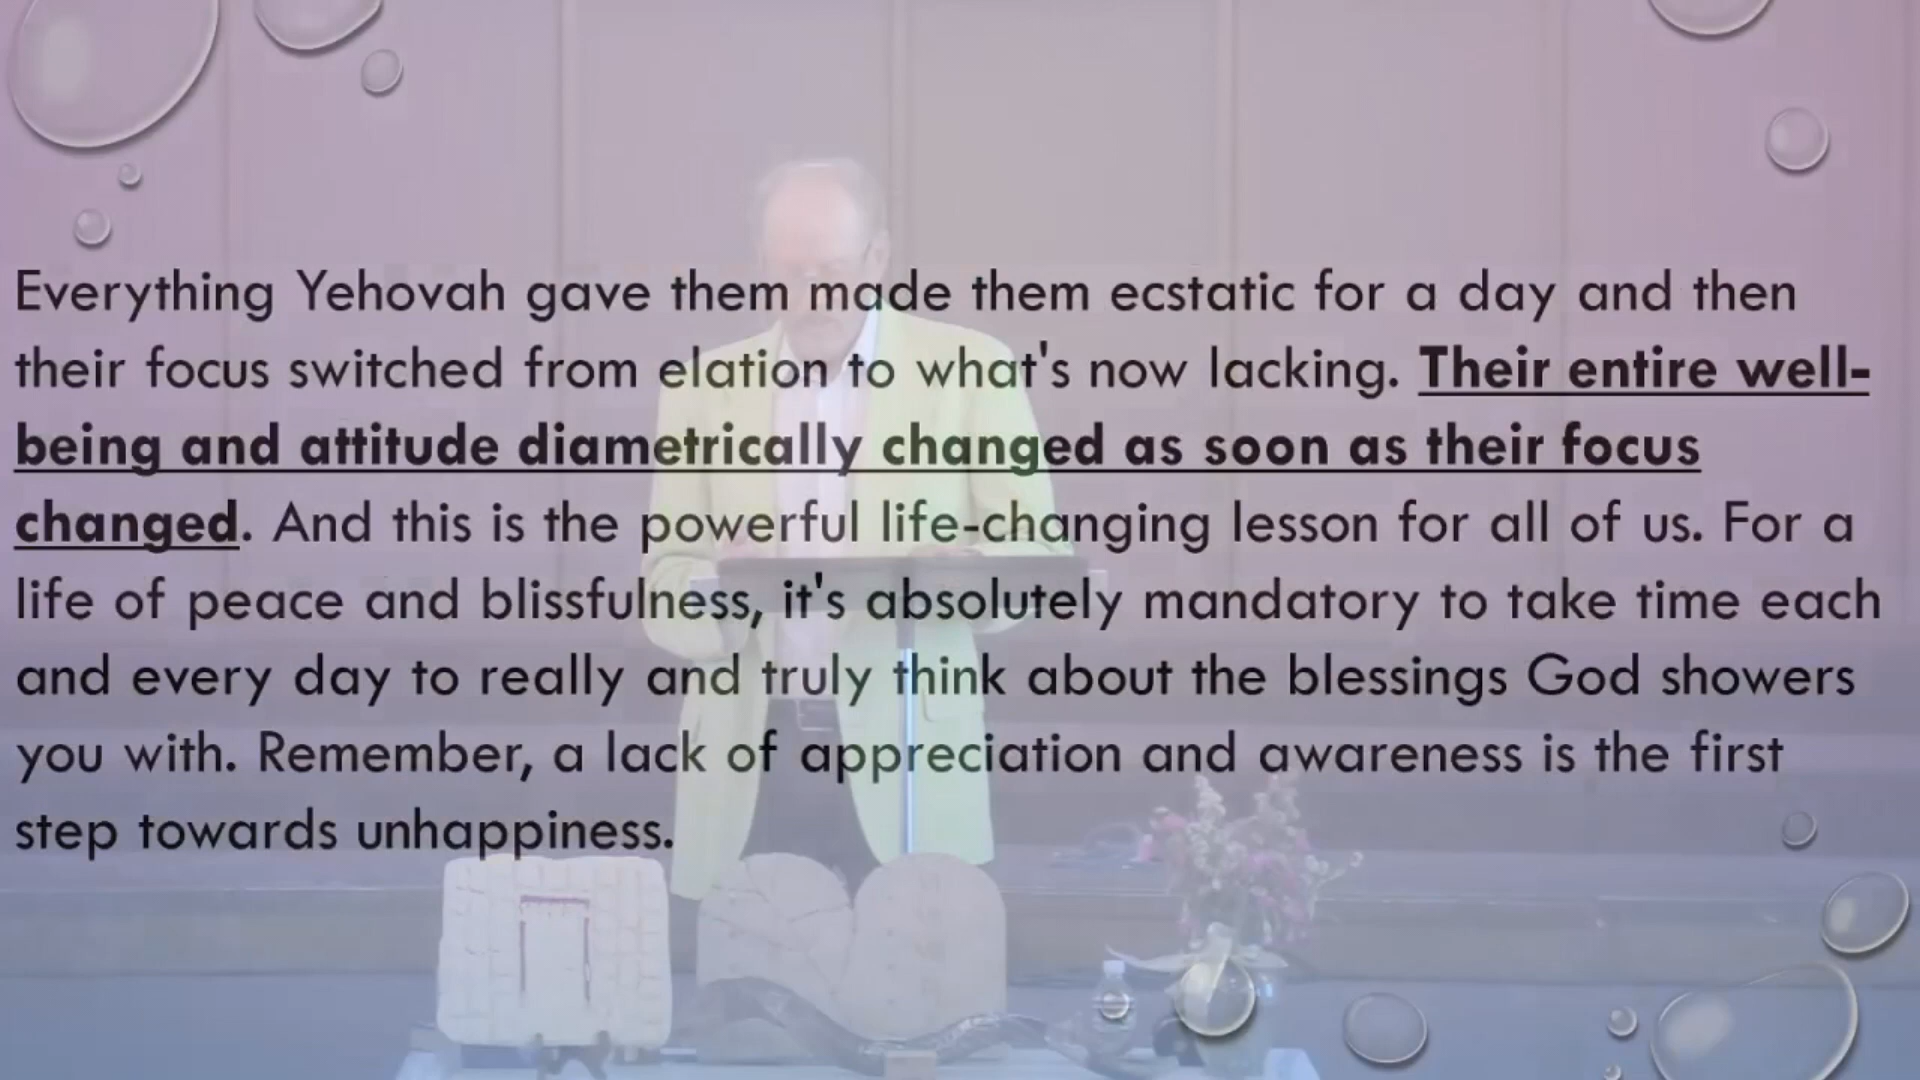 Everything Yehovah gave them made them ecstatic for a day and then
their focus switched from elation to what's now lacking. Their entire well-
being and attitude diametrically changed as soon as their focus
changed. And this is the powerful life-changing lesson for all of us. For a
life of peace and blissfulness, it's absolutely mandatory to take time each
and every day to really and truly think about the blessings God showers
you with. Remember, a lack of appreciation and awareness is the first
step towards unhappiness.